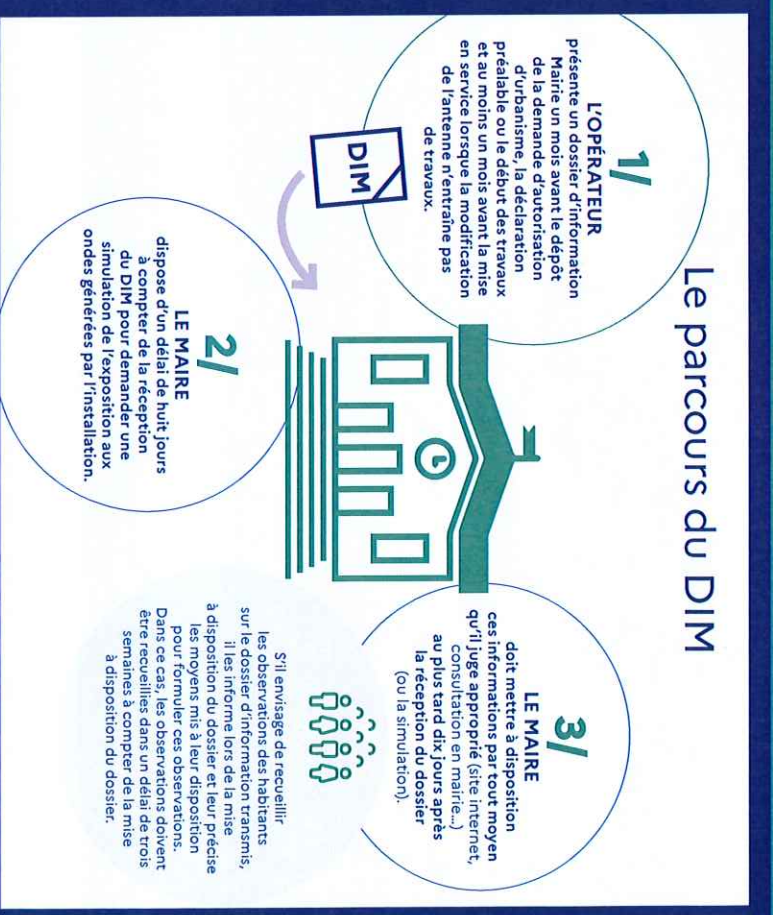 Le parcours du DIM
1/
L'OPÉRATEUR
présente un dossier d'information
Mairie un mois avant le dépôt
de la demande d'autorisation
d'urbanisme, la déclaration
préalable ou le début des travaux
et au moins un mois avant la mise
en service lorsque la modification
de l'antenne n'entraîne pas
de travaux.
DIM
2/
LE MAIRE
dispose d'un délai de huit jours
à compter de la réception
du DIM pour demander une
simulation de l'exposition aux
ondes générées par l'installation.
3/
LE MAIRE
doit mettre à disposition
ces informations par tout moyen
qu'il juge approprié (site internet,
consultation en mairie...)
au plus tard dix jours après
la réception du dossier
(ou la simulation).
S'il envisage de recueillir
les observations des habitants
sur le dossier d'information transmis,
il les informe lors de la mise
à disposition du dossier et leur précise
les moyens mis à leur disposition
pour formuler ces observations.
Dans ce cas, les observations doivent
être recueillies dans un délai de trois
semaines à compter de la mise
à disposition du dossier.